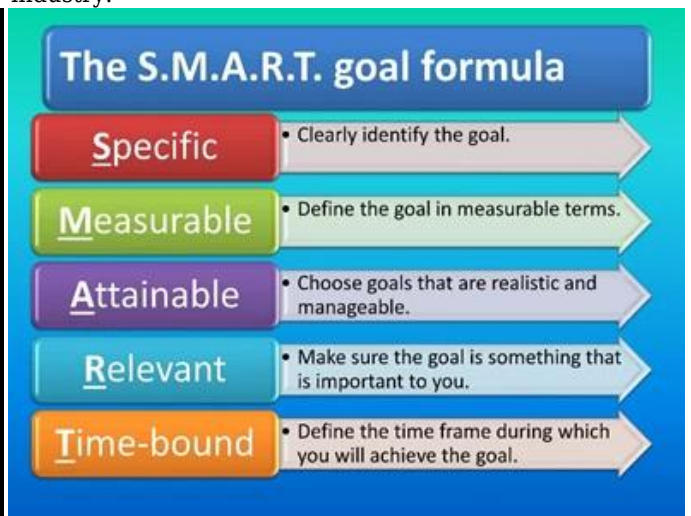 The S.M.A.R.T. goal formula
Specific
• Clearly identify the goal.
Measurable
• Define the goal in measurable terms.
Attainable
• Choose goals that are realistic and
manageable.
Relevant
• Make sure the goal is something that
is important to you.
Time-bound
• Define the time frame during which
you will achieve the goal.